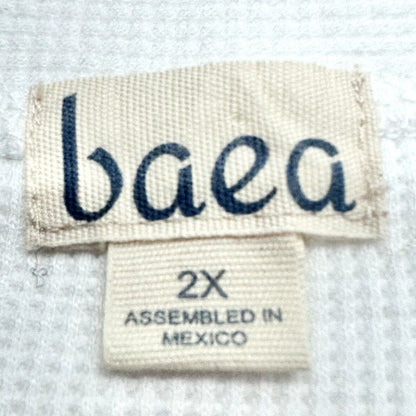 baea
2X
ASSEMBLED IN
MEXICO